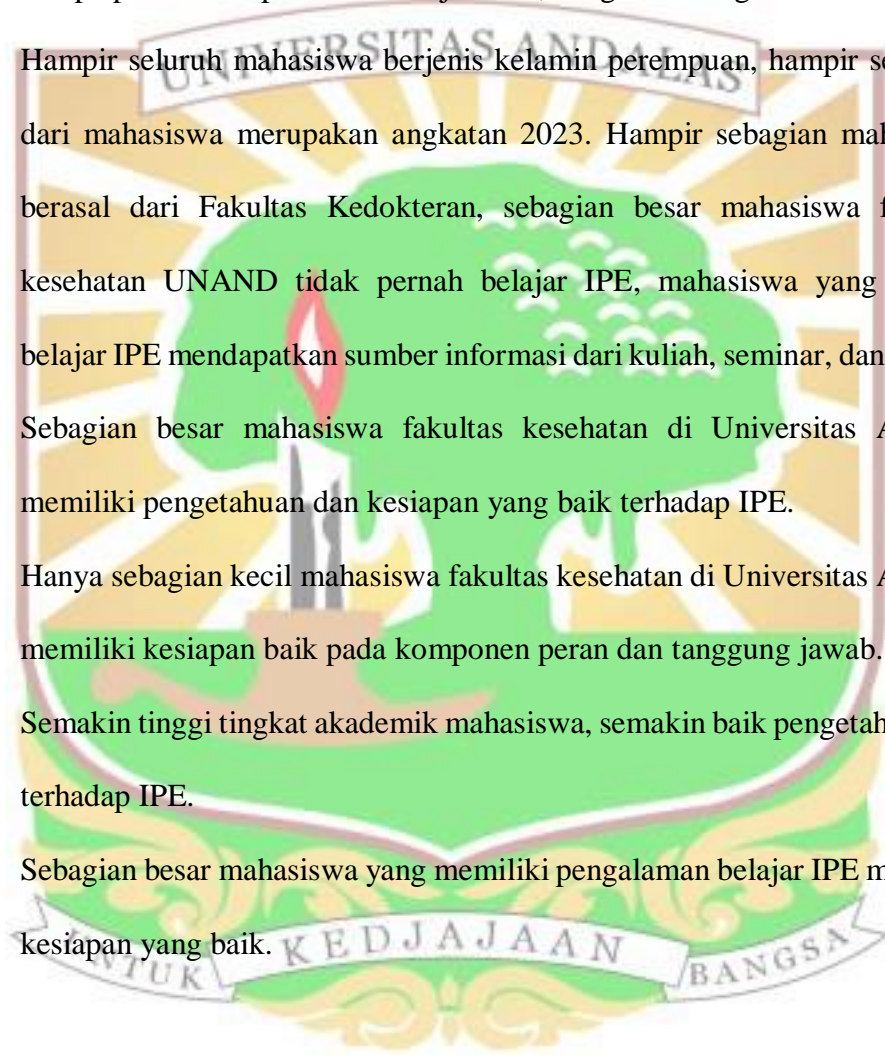 UNIVERSITAS ANDALAS
Hampir seluruh mahasiswa berjenis kelamin perempuan, hampir
dari mahasiswa merupakan angkatan 2023. Hampir sebagian
berasal dari Fakultas Kedokteran, sebagian besar mahasiswa
kesehatan UNAND tidak pernah belajar IPE, mahasiswa yang
belajar IPE mendapatkan sumber informasi dari kuliah, seminar, dan
Sebagian besar mahasiswa fakultas kesehatan di Universitas
memiliki pengetahuan dan kesiapan yang baik terhadap IPE.
Hanya sebagian kecil mahasiswa fakultas kesehatan di Universitas
memiliki kesiapan baik pada komponen peran dan tanggung jawab.
Semakin tinggi tingkat akademik mahasiswa, semakin baik
terhadap IPE.
Sebagian besar mahasiswa yang memiliki pengalaman belajar IPE
kesiapan yang baik.
UNTUK KEDJAJAAN BANGSA